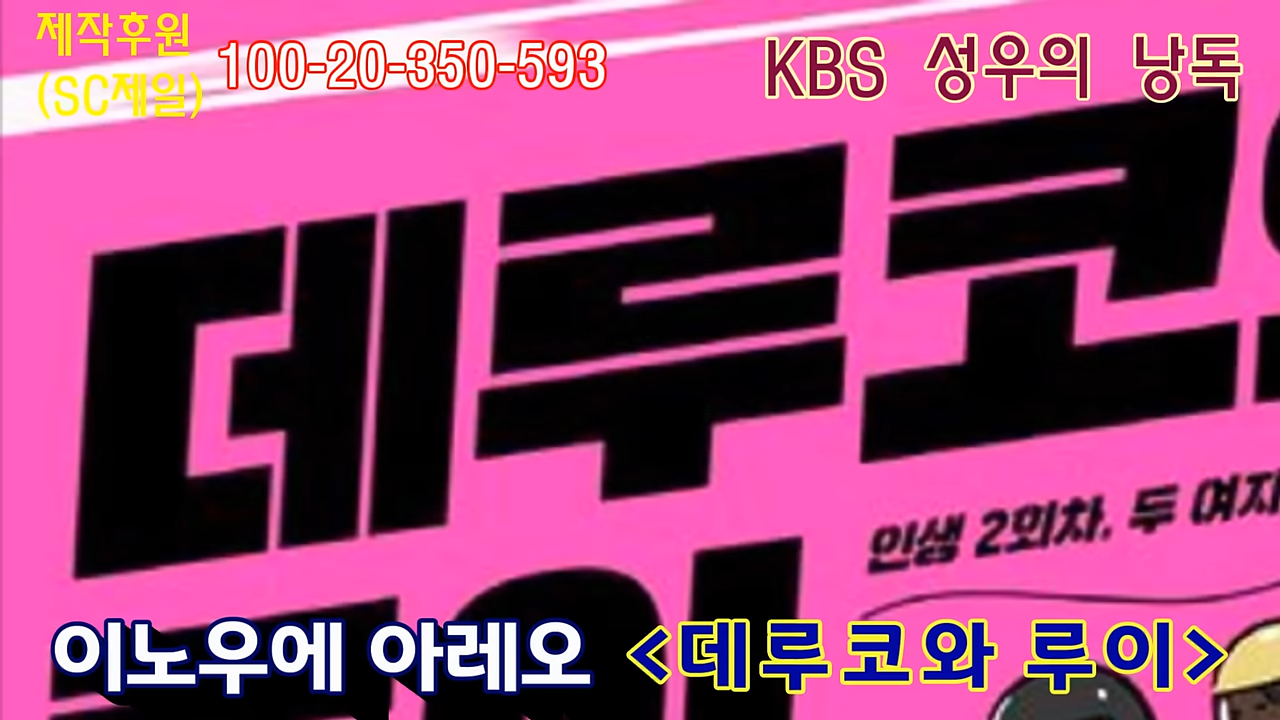 제작후원
(SC제일)
100-20-350-593
KBS 성우의 낭독
데루코
인생 2회차, 두 여자
이노우에 아레오 <데루코와 루이>